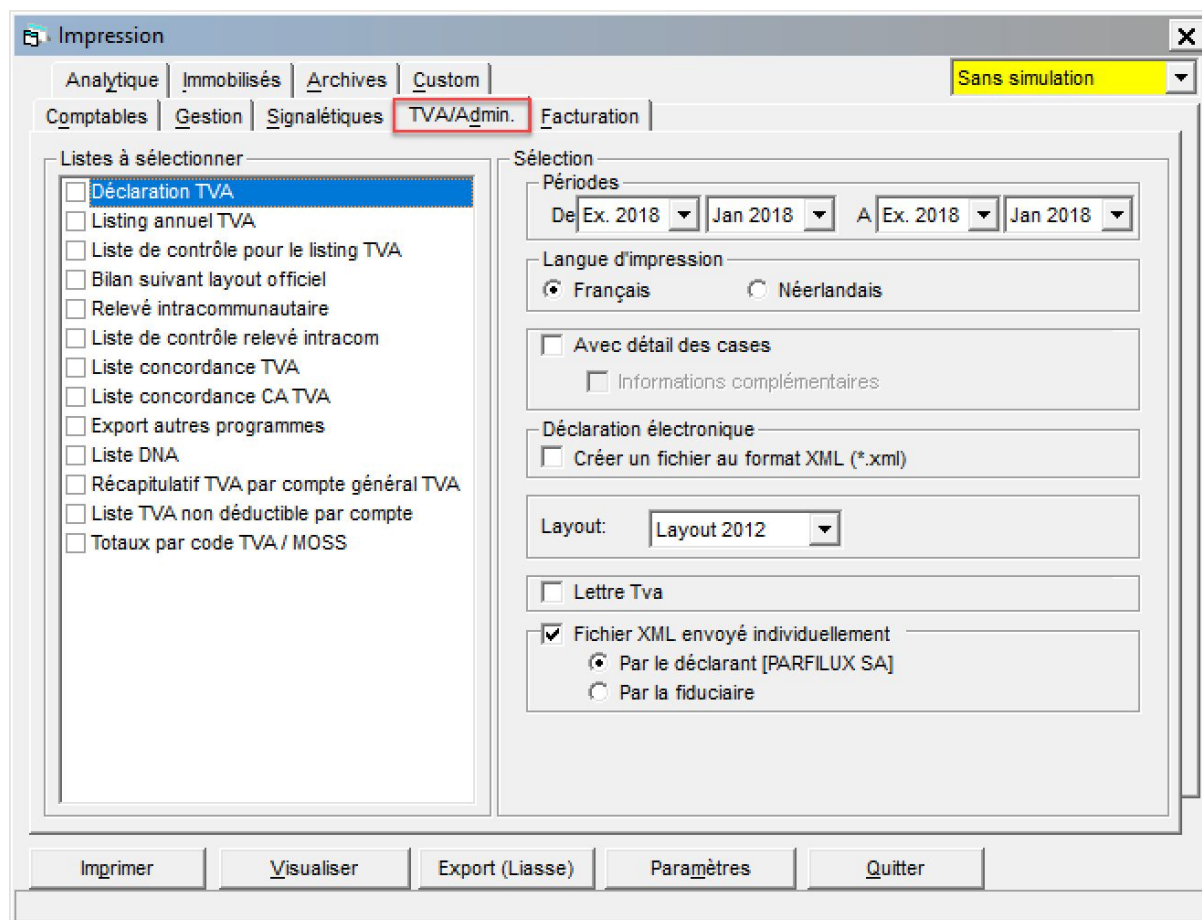 Impression
Analytique Immobilisés Archives Custom
Sans simulation
Comptables Gestion Signalétiques TVA/Admin. Facturation
Listes à sélectionner
Déclaration TVA
Listing annuel TVA
Liste de contrôle pour le listing TVA
Bilan suivant layout officiel
Relevé intracommunautaire
Liste de contrôle relevé intracom
Liste concordance TVA
Liste concordance CA TVA
Export autres programmes
Liste DNA
Récapitulatif TVA par compte général TVA
Liste TVA non déductible par compte
Totaux par code TVA / MOSS
Sélection
Périodes
De Ex. 2018 Jan 2018 A Ex. 2018 Jan 2018
Langue d'impression
Français Néerlandais
Avec détail des cases
Informations complémentaires
Déclaration électronique
Créer un fichier au format XML (*.xml)
Layout: Layout 2012
Lettre Tva
Fichier XML envoyé individuellement
Par le déclarant [PARFILUX SA]
Par la fiduciaire
Imprimer Visualiser Export (Liasse) Paramètres Quitter